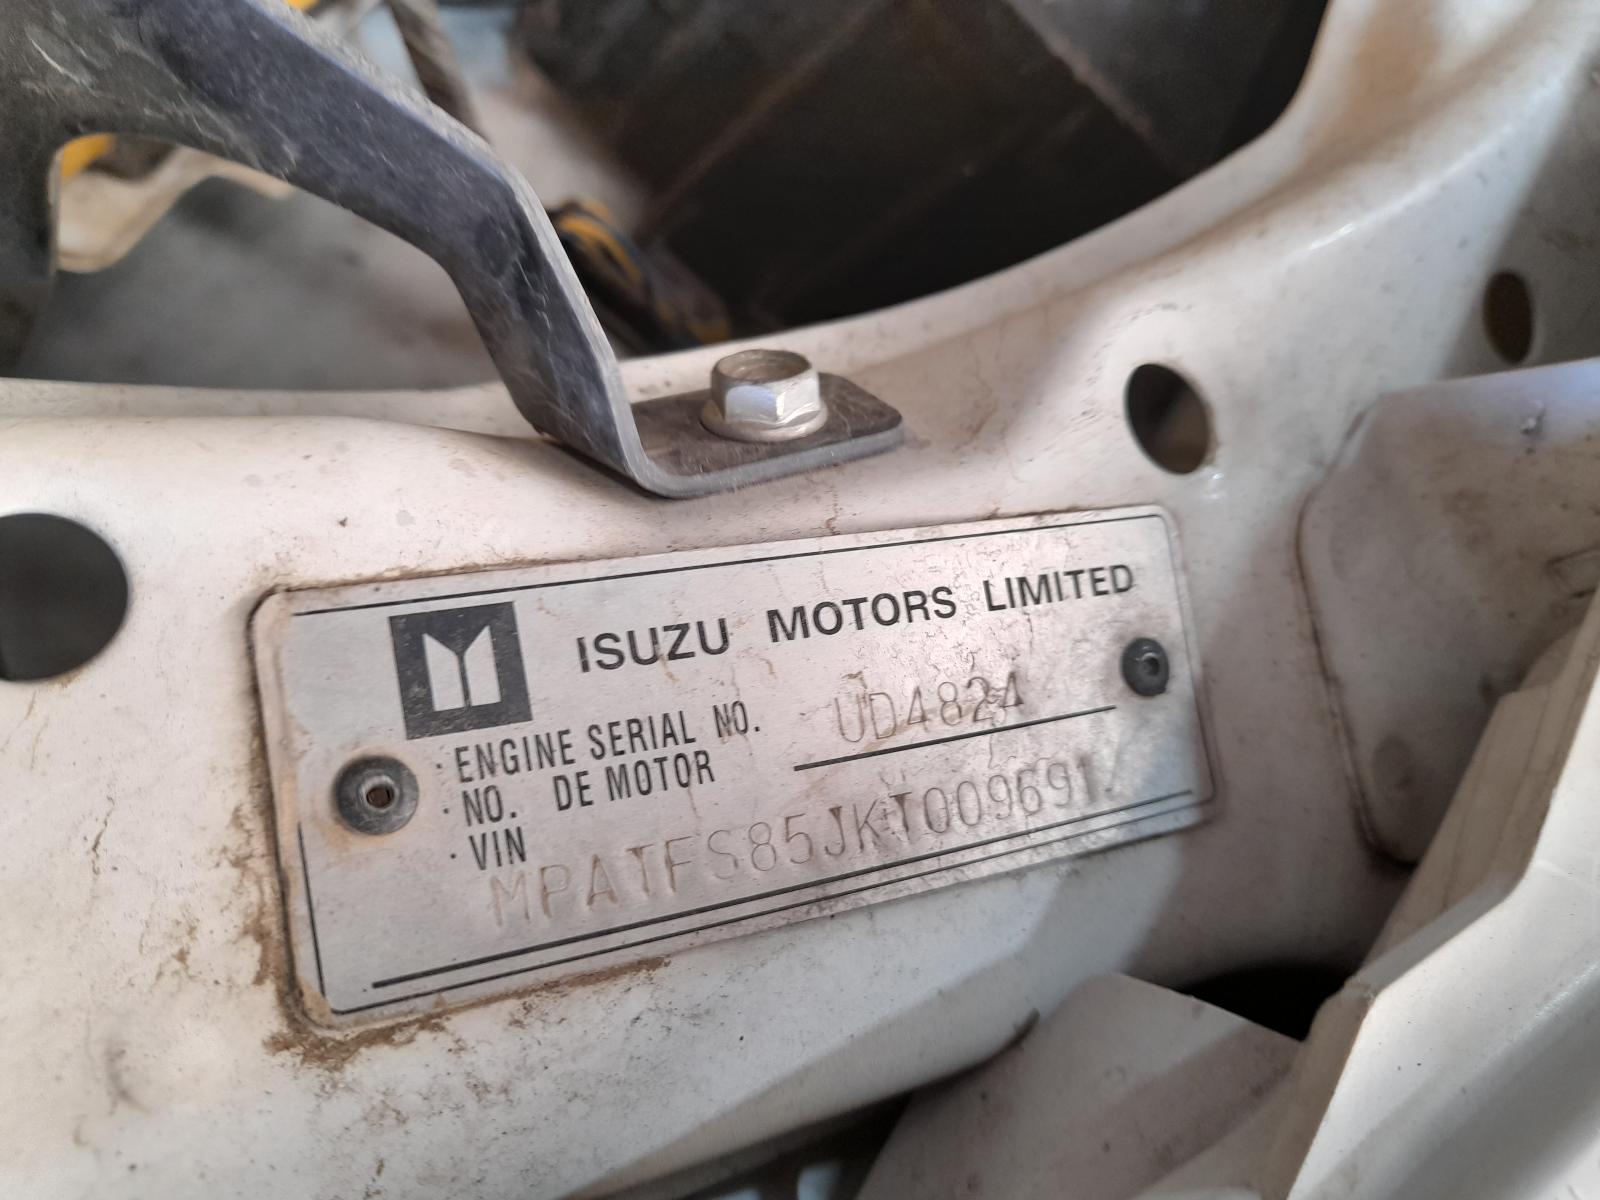 ISUZU MOTORS LIMITED
· ENGINE SERIAL NO. UD4824
· NO. DE MOTOR
· VIN
MPATFS85JKT009691